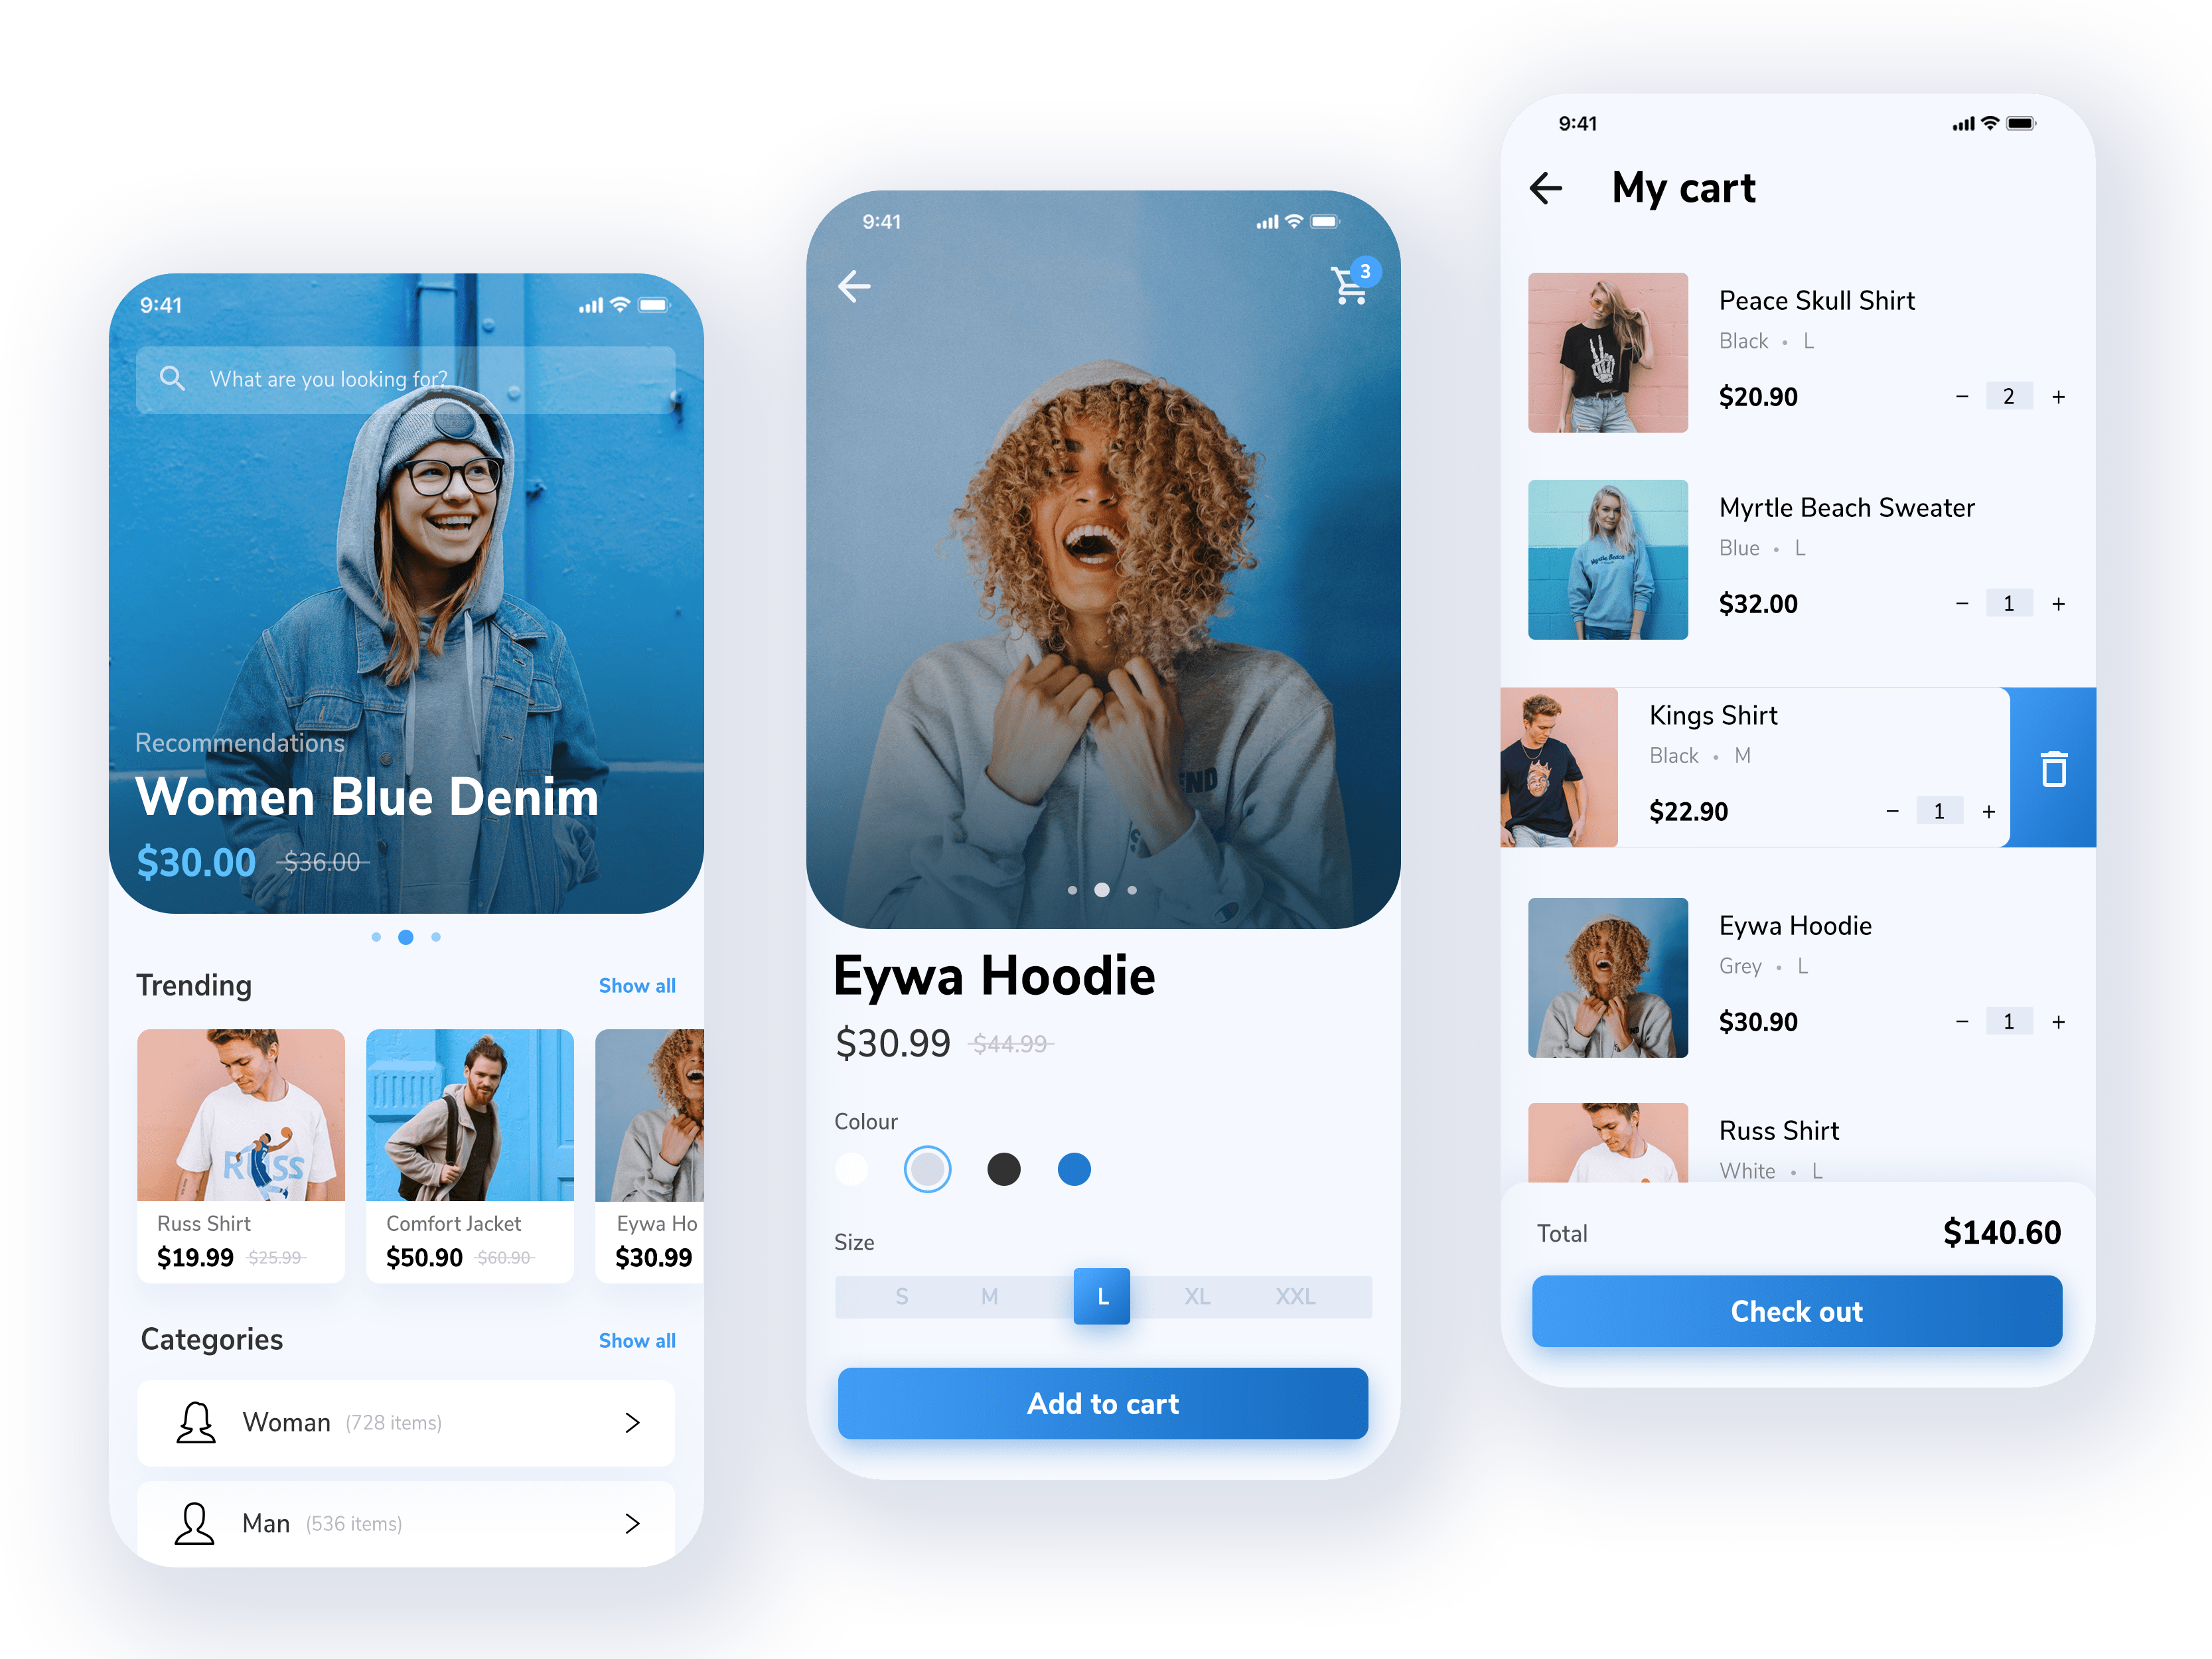 9:41
What are you looking for?
Recommendations
Women Blue Denim
$30.00 $36.00
Trending Show all
RUSS
Russ Shirt
$19.99 $25.99
Comfort Jacket
$50.90 $60.90
Eywa Ho
$30.99
Categories Show all
Woman (728 items)
Man (536 items)
9:41
3
END
Eywa Hoodie
$30.99 $44.99
Colour
Size
S M L XL XXL
Add to cart
9:41
My cart
Peace Skull Shirt
Black • L
$20.90 − 2 +
Myrtle Beach
Myrtle Beach Sweater
Blue • L
$32.00 − 1 +
Kings Shirt
Black • M
$22.90 − 1 +
Eywa Hoodie
Grey • L
$30.90 − 1 +
Russ Shirt
White • L
Total $140.60
Check out